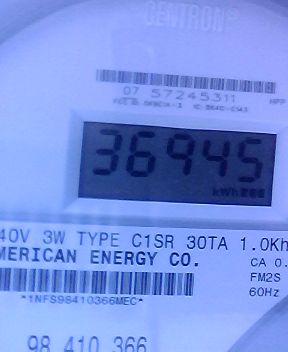 CENTRON®
07 57245311
36945
kWh
40V 3W TYPE C1SR 30TA 1.0Kh
MERICAN ENERGY CO.
CA 0.
FM2S
60Hz
*1NFS98410366MEC*
98 410 366